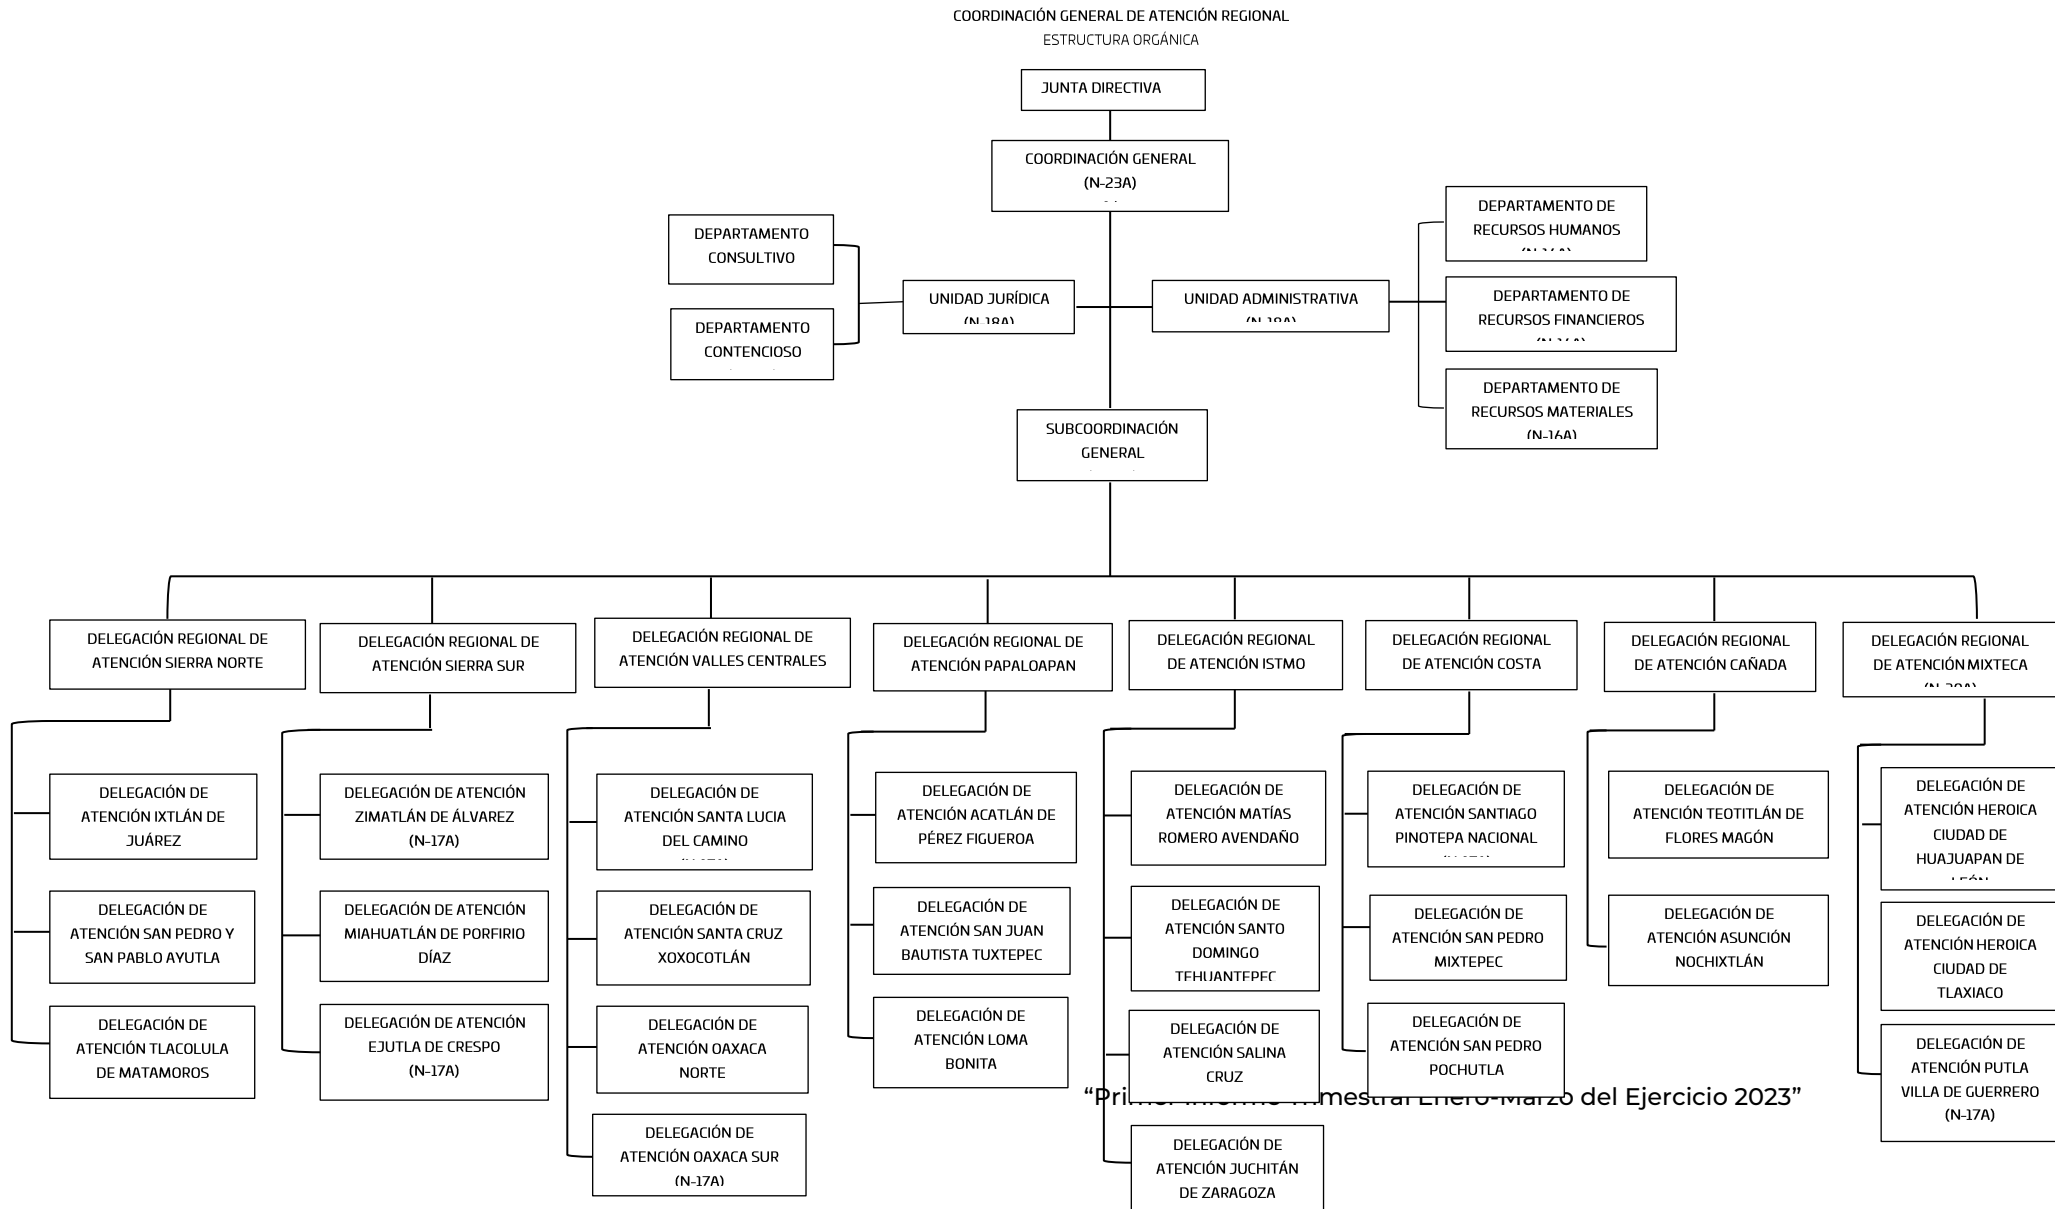 COORDINACIÓN GENERAL DE ATENCIÓN REGIONAL
ESTRUCTURA ORGÁNICA
JUNTA DIRECTIVA
COORDINACIÓN GENERAL
(N-23A)
DEPARTAMENTO
CONSULTIVO
DEPARTAMENTO
CONTENCIOSO
UNIDAD JURÍDICA
(N-18A)
UNIDAD ADMINISTRATIVA
(N-18A)
DEPARTAMENTO DE
RECURSOS HUMANOS
DEPARTAMENTO DE
RECURSOS FINANCIEROS
DEPARTAMENTO DE
RECURSOS MATERIALES
(N-16A)
SUBCOORDINACIÓN
GENERAL
DELEGACIÓN REGIONAL DE
ATENCIÓN SIERRA NORTE
DELEGACIÓN DE
ATENCIÓN IXTLÁN DE
JUÁREZ
DELEGACIÓN DE
ATENCIÓN SAN PEDRO Y
SAN PABLO AYUTLA
DELEGACIÓN DE
ATENCIÓN TLACOLULA
DE MATAMOROS
DELEGACIÓN REGIONAL DE
ATENCIÓN SIERRA SUR
DELEGACIÓN DE ATENCIÓN
ZIMATLÁN DE ÁLVAREZ
(N-17A)
DELEGACIÓN DE ATENCIÓN
MIAHUATLÁN DE PORFIRIO
DÍAZ
DELEGACIÓN DE ATENCIÓN
EJUTLA DE CRESPO
(N-17A)
DELEGACIÓN REGIONAL DE
ATENCIÓN VALLES CENTRALES
DELEGACIÓN DE
ATENCIÓN SANTA LUCIA
DEL CAMINO
DELEGACIÓN DE
ATENCIÓN SANTA CRUZ
XOXOCOTLÁN
DELEGACIÓN DE
ATENCIÓN OAXACA
NORTE
DELEGACIÓN DE
ATENCIÓN OAXACA SUR
(N-17A)
DELEGACIÓN REGIONAL DE
ATENCIÓN PAPALOAPAN
DELEGACIÓN DE
ATENCIÓN ACATLÁN DE
PÉREZ FIGUEROA
DELEGACIÓN DE
ATENCIÓN SAN JUAN
BAUTISTA TUXTEPEC
DELEGACIÓN DE
ATENCIÓN LOMA
BONITA
DELEGACIÓN REGIONAL
DE ATENCIÓN ISTMO
DELEGACIÓN DE
ATENCIÓN MATÍAS
ROMERO AVENDAÑO
DELEGACIÓN DE
ATENCIÓN SANTO
DOMINGO
TEHUANTEPEC
DELEGACIÓN DE
ATENCIÓN SALINA
CRUZ
DELEGACIÓN DE
ATENCIÓN JUCHITÁN
DE ZARAGOZA
DELEGACIÓN REGIONAL
DE ATENCIÓN COSTA
DELEGACIÓN DE
ATENCIÓN SANTIAGO
PINOTEPA NACIONAL
DELEGACIÓN DE
ATENCIÓN SAN PEDRO
MIXTEPEC
DELEGACIÓN DE
ATENCIÓN SAN PEDRO
POCHUTLA
DELEGACIÓN REGIONAL
DE ATENCIÓN CAÑADA
DELEGACIÓN DE
ATENCIÓN TEOTITLÁN DE
FLORES MAGÓN
DELEGACIÓN DE
ATENCIÓN ASUNCIÓN
NOCHIXTLÁN
DELEGACIÓN REGIONAL
DE ATENCIÓN MIXTECA
DELEGACIÓN DE
ATENCIÓN HEROICA
CIUDAD DE
HUAJUAPAN DE
LEÓN
DELEGACIÓN DE
ATENCIÓN HEROICA
CIUDAD DE
TLAXIACO
DELEGACIÓN DE
ATENCIÓN PUTLA
VILLA DE GUERRERO
(N-17A)
“Primer Informe Trimestral Enero-Marzo del Ejercicio 2023”